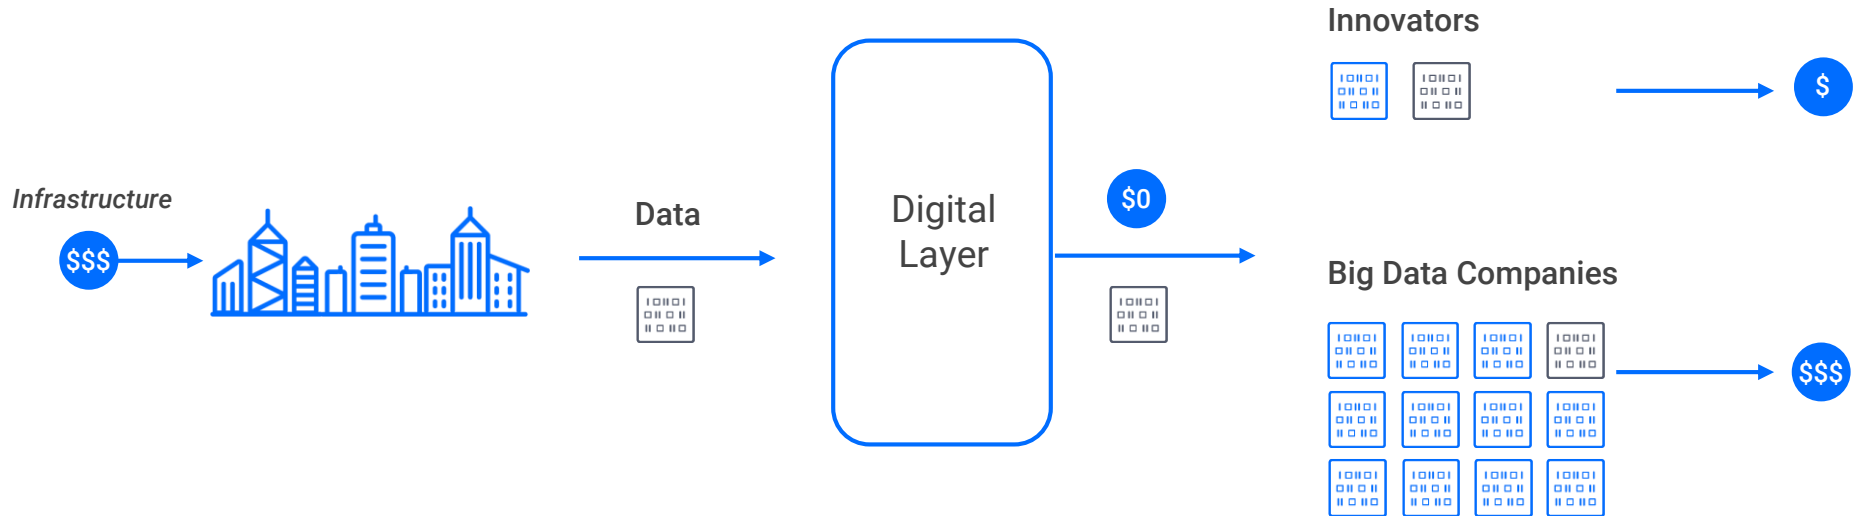 Infrastructure
$$$
Data
Digital
Layer
$0
Innovators
$
Big Data Companies
$$$